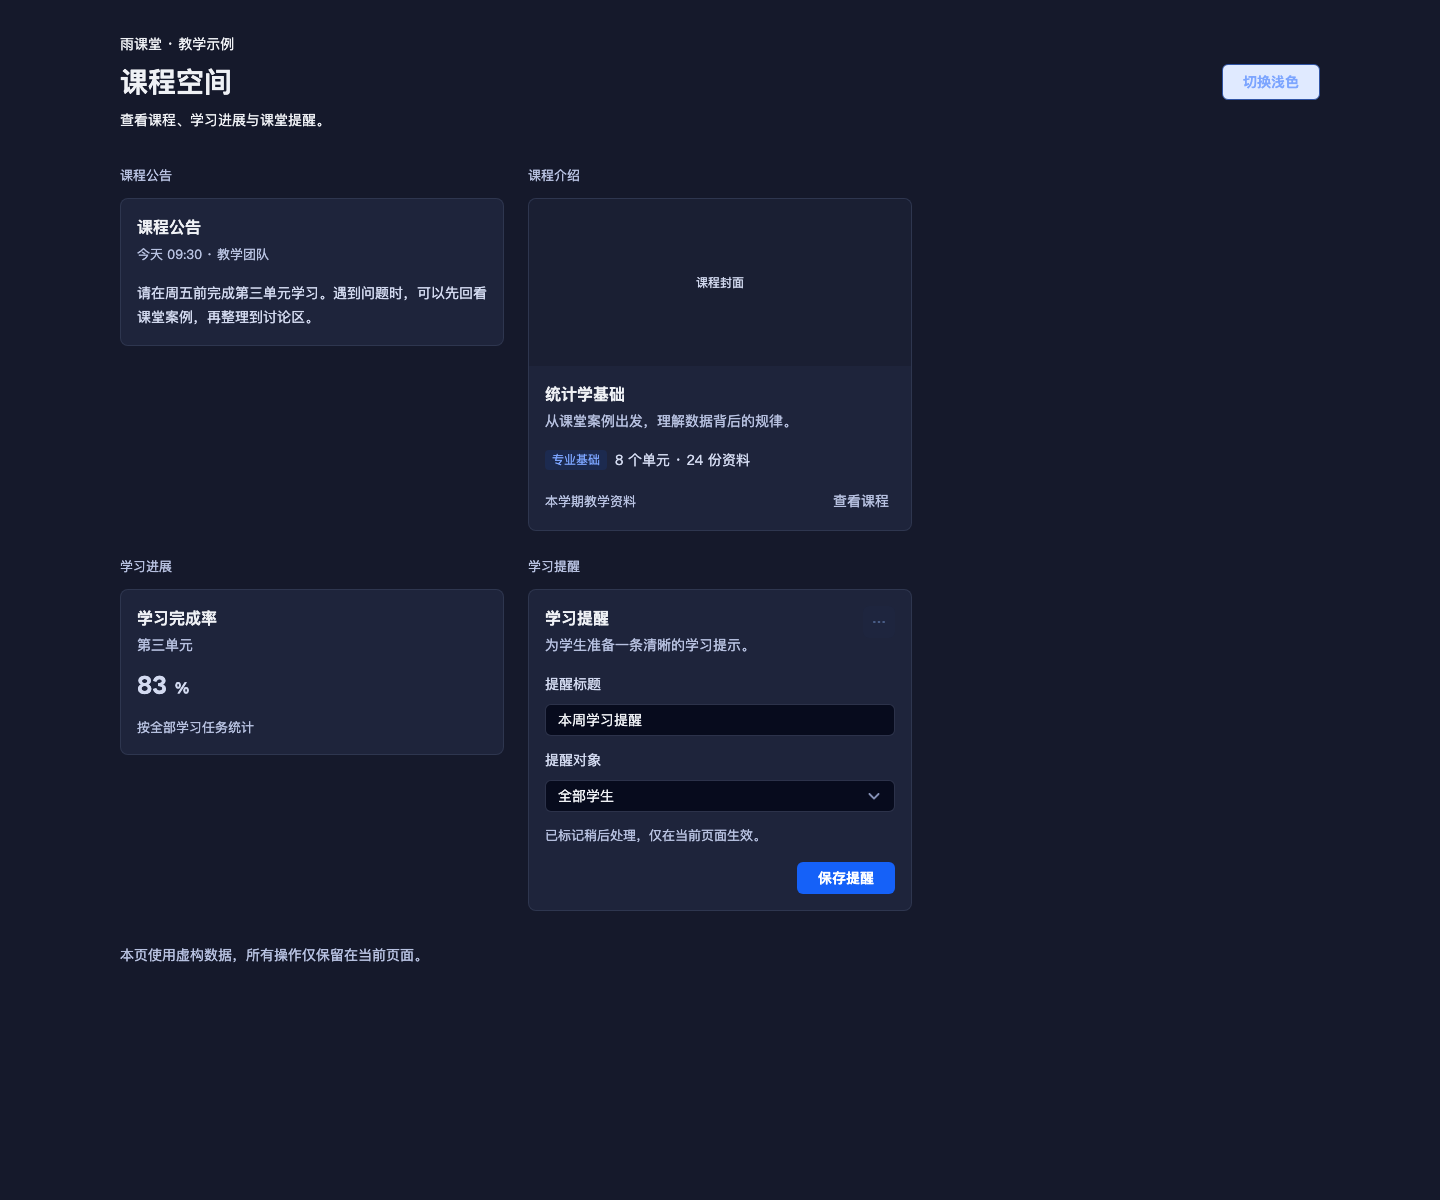 雨课堂 · 教学示例
课程空间
切换浅色
查看课程、学习进展与课堂提醒。
课程公告
课程公告
今天 09:30 · 教学团队
请在周五前完成第三单元学习。遇到问题时，可以先回看
课堂案例，再整理到讨论区。
课程介绍
课程封面
统计学基础
从课堂案例出发，理解数据背后的规律。
专业基础 8 个单元 · 24 份资料
本学期教学资料
查看课程
学习进展
学习完成率
第三单元
83 %
按全部学习任务统计
学习提醒
学习提醒
...
为学生准备一条清晰的学习提示。
提醒标题
本周学习提醒
提醒对象
全部学生
已标记稍后处理，仅在当前页面生效。
保存提醒
本页使用虚构数据，所有操作仅保留在当前页面。